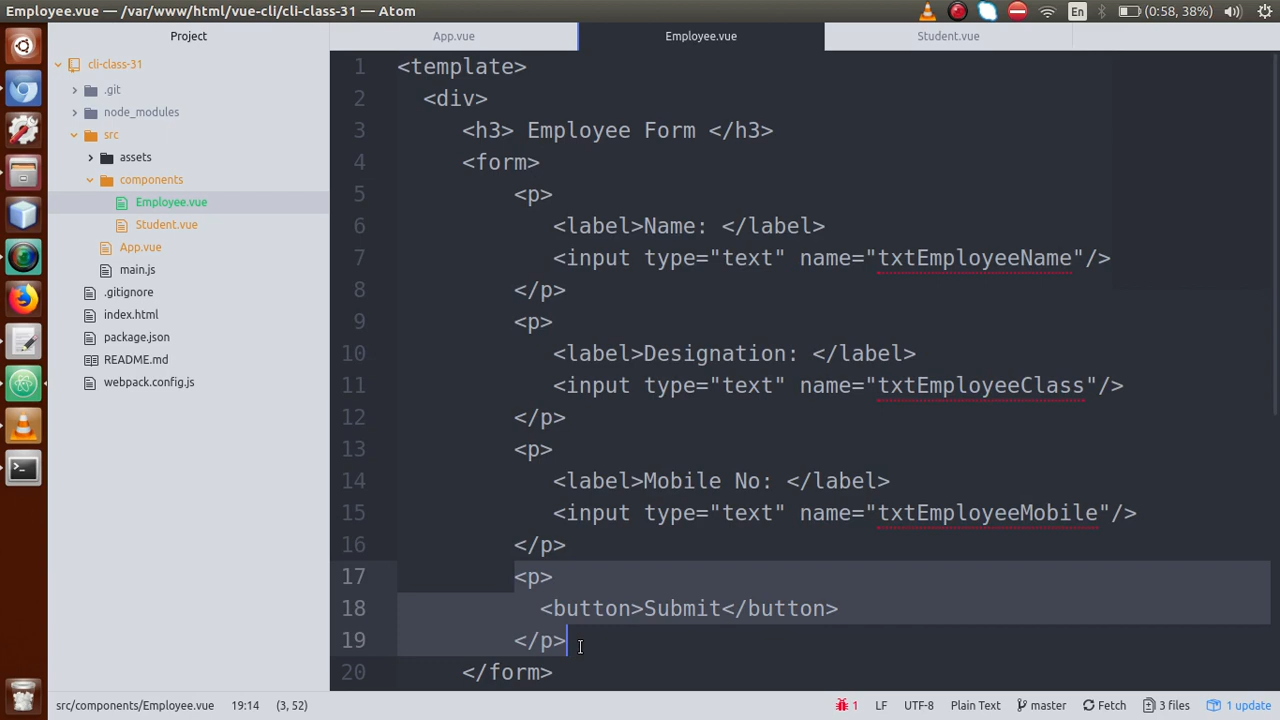 Employee.vue — /var/www/html/vue-cli/cli-class-31 — Atom
En
(0:58, 38%)
Project
App.vue
Employee.vue
Student.vue
cli-class-31
.git
node_modules
src
assets
components
Employee.vue
Student.vue
App.vue
main.js
.gitignore
index.html
package.json
README.md
webpack.config.js
1 <template>
2 <div>
3 <h3> Employee Form </h3>
4 <form>
5 <p>
6 <label>Name: </label>
7 <input type="text" name="txtEmployeeName"/>
8 </p>
9 <p>
10 <label>Designation: </label>
11 <input type="text" name="txtEmployeeClass"/>
12 </p>
13 <p>
14 <label>Mobile No: </label>
15 <input type="text" name="txtEmployeeMobile"/>
16 </p>
17 <p>
18 <button>Submit</button>
19 </p>
20 </form>
src/components/Employee.vue 19:14 (3, 52)
1 LF UTF-8 Plain Text master Fetch 3 files 1 update